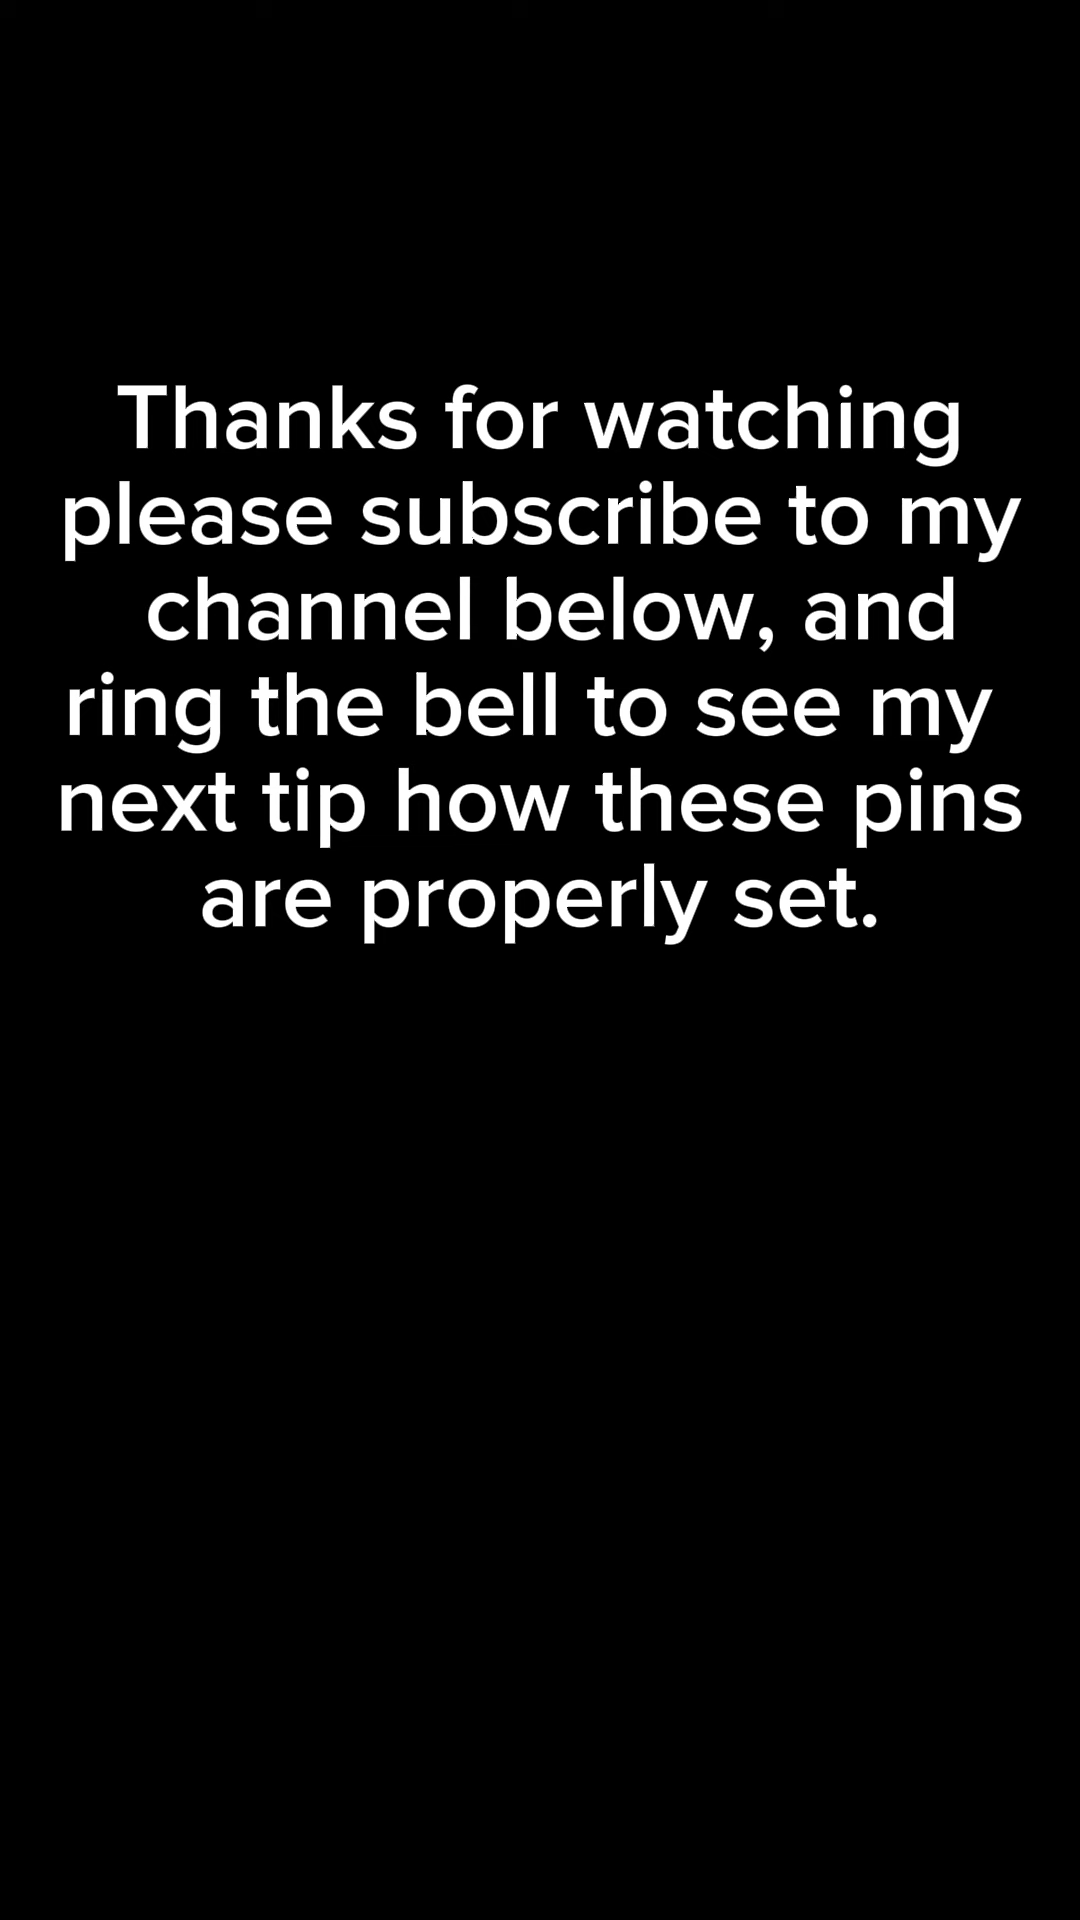 Thanks for watching
please subscribe to my
channel below, and
ring the bell to see my
next tip how these pins
are properly set.